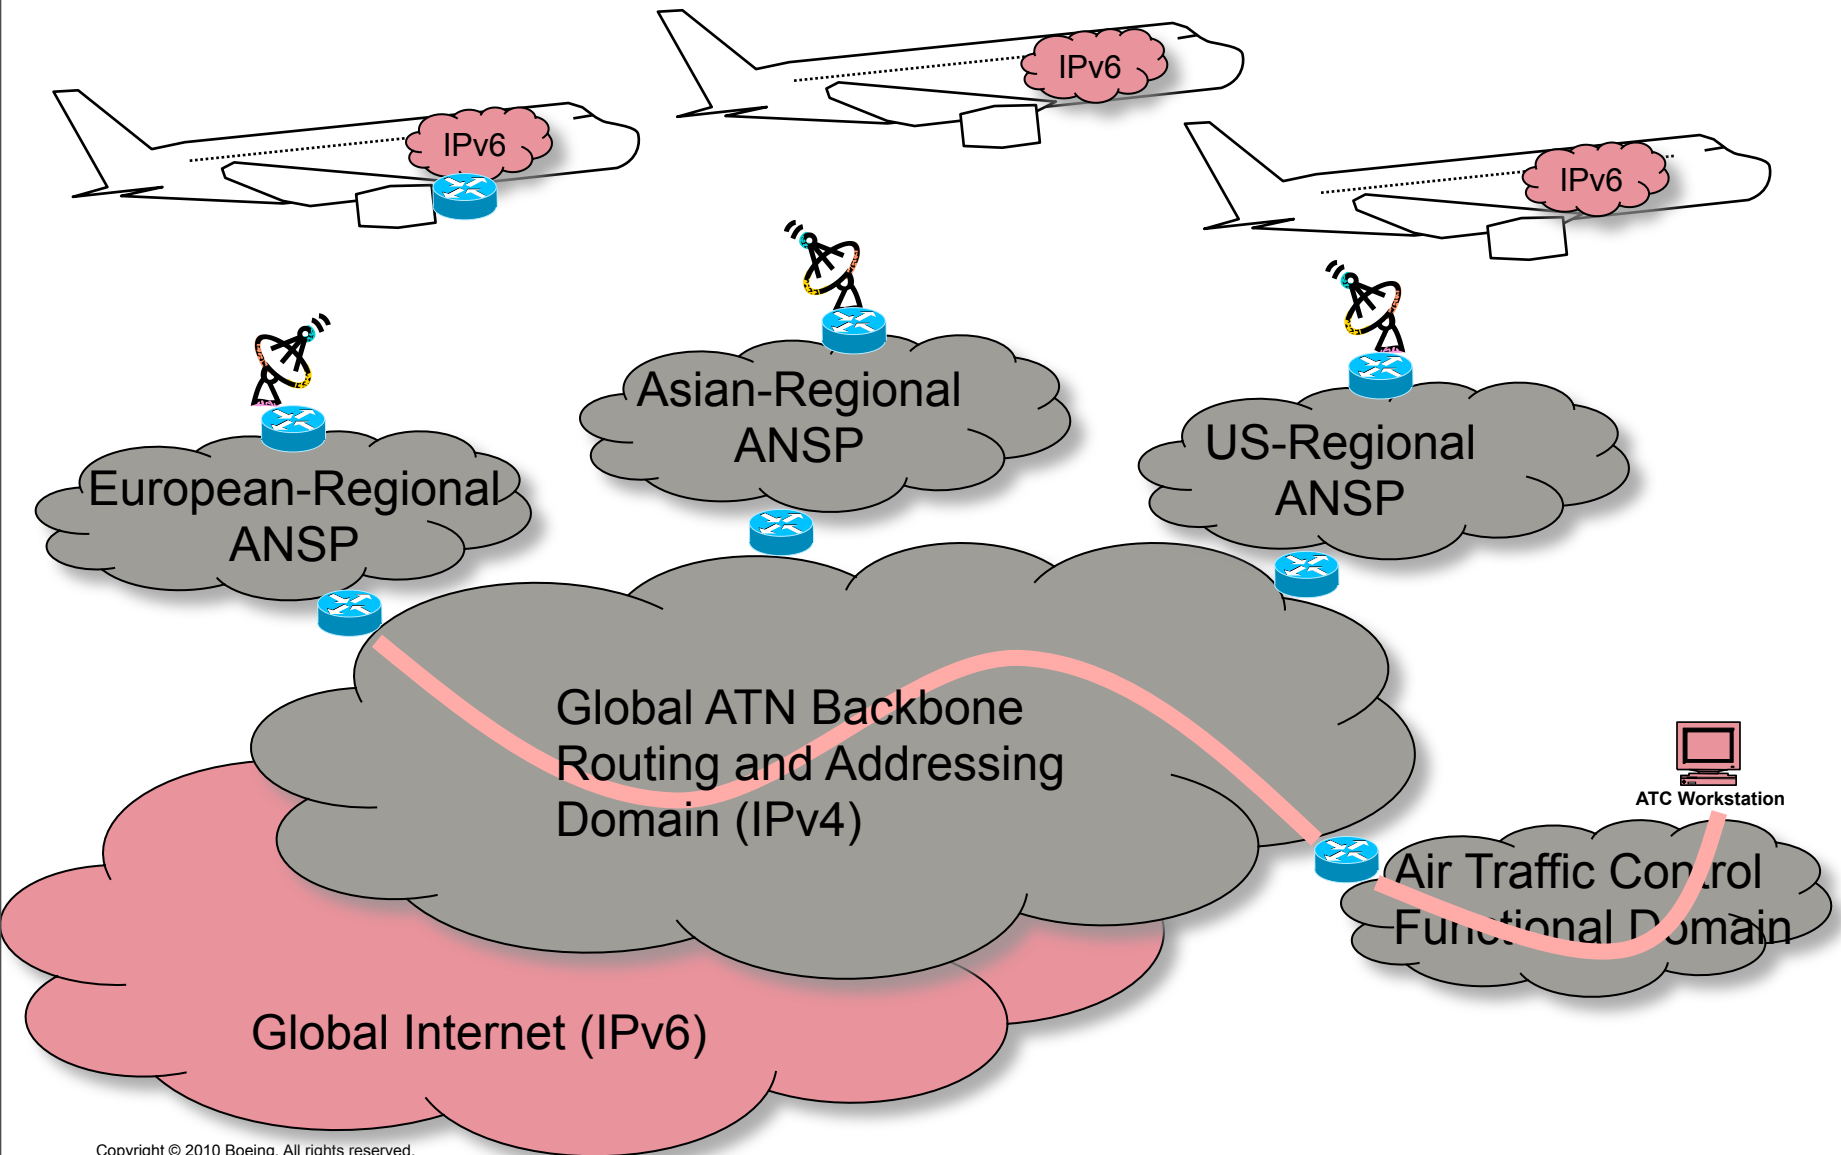 IPv6
IPv6
IPv6
Asian-Regional
ANSP
US-Regional
ANSP
European-Regional
ANSP
Global ATN Backbone
Routing and Addressing
Domain (IPv4)
ATC Workstation
Air Traffic Control
Functional Domain
Global Internet (IPv6)
Copyright © 2010 Boeing. All rights reserved.